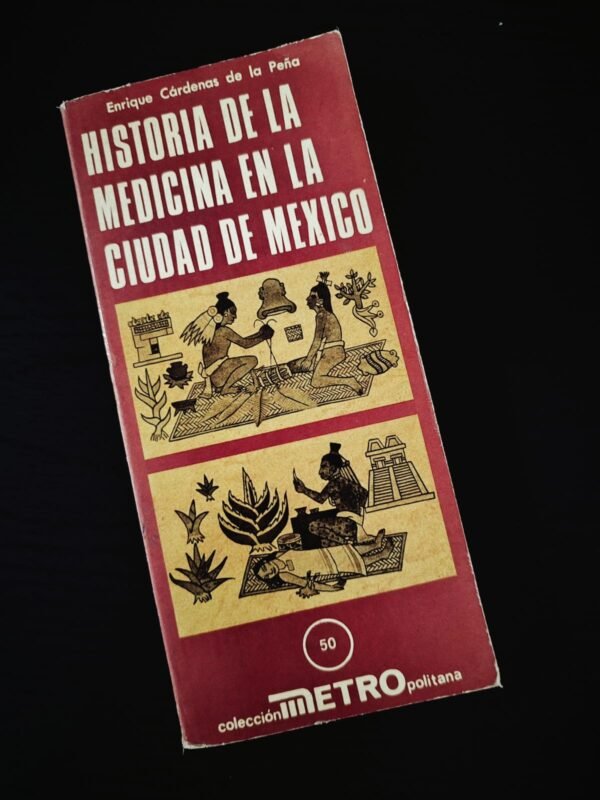 Enrique Cárdenas de la Peña
HISTORIA DE LA
MEDICINA EN LA
CIUDAD DE MEXICO
50
colección METROpolitana